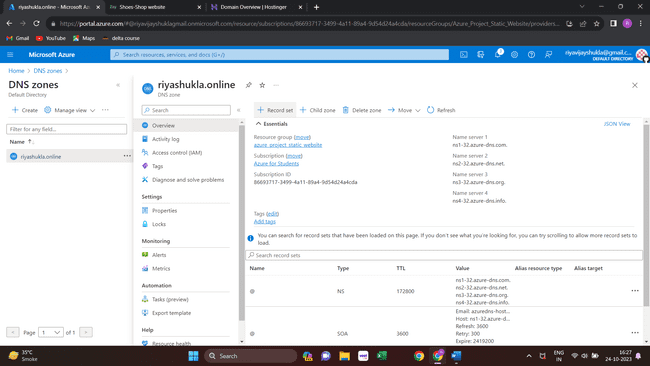 riyashukla.online - Microsoft A
Shoes-Shop website
Domain Overview | Hostinger
https://portal.azure.com/#@riyavijayshuklagmail.onmicrosoft.com/resource/subscriptions/86693717-3499-4a11-89a4-9d54d24a4cda/resourceGroups/Azure_Project_Static_Website/providers...
Gmail YouTube Maps delta course
Microsoft Azure
Search resources, services, and docs (G+/)
riyavijayshukla@gmail.c...
DEFAULT DIRECTORY
Home > DNS zones >
DNS zones
Default Directory
Create Manage view
Filter for any field...
Name
riyashukla.online
Page 1 of 1
riyashukla.online
DNS zone
Search
Overview
Activity log
Access control (IAM)
Tags
Diagnose and solve problems
Settings
Properties
Locks
Monitoring
Alerts
Metrics
Automation
Tasks (preview)
Export template
Help
Resource health
Record set Child zone Delete zone Move Refresh
Essentials
JSON View
Resource group (move)
azure_project_static_website
Subscription (move)
Azure for Students
Subscription ID
86693717-3499-4a11-89a4-9d54d24a4cda
Name server 1
ns1-32.azure-dns.com.
Name server 2
ns2-32.azure-dns.net.
Name server 3
ns3-32.azure-dns.org.
Name server 4
ns4-32.azure-dns.info.
Tags (edit)
Add tags
You can search for record sets that have been loaded on this page. If you don't see what you're looking for, you can try scrolling to allow more record sets to
load.
Search record sets
Name Type TTL Value Alias resource type Alias target
@ NS 172800
ns1-32.azure-dns.com.
ns2-32.azure-dns.net.
ns3-32.azure-dns.org.
ns4-32.azure-dns.info.
@ SOA 3600
Email: azuredns-host...
Host: ns1-32.azure-d...
Refresh: 3600
Retry: 300
Expire: 2419200
35°C
Smoke
Search
ENG
IN
16:27
24-10-2023